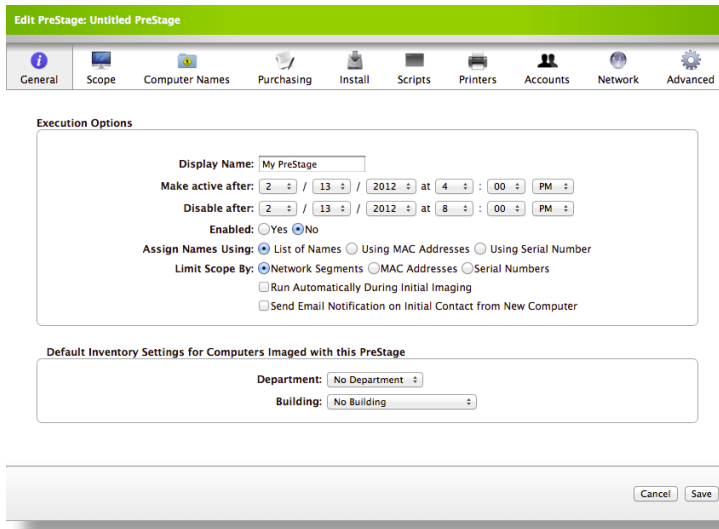 Edit PreStage: Untitled PreStage
General Scope Computer Names Purchasing Install Scripts Printers Accounts Network Advanced
Execution Options
Display Name: My PreStage
Make active after: 2 / 13 / 2012 at 4 : 00 PM
Disable after: 2 / 13 / 2012 at 8 : 00 PM
Enabled: Yes No
Assign Names Using: List of Names Using MAC Addresses Using Serial Number
Limit Scope By: Network Segments MAC Addresses Serial Numbers
Run Automatically During Initial Imaging
Send Email Notification on Initial Contact from New Computer
Default Inventory Settings for Computers Imaged with this PreStage
Department: No Department
Building: No Building
Cancel Save